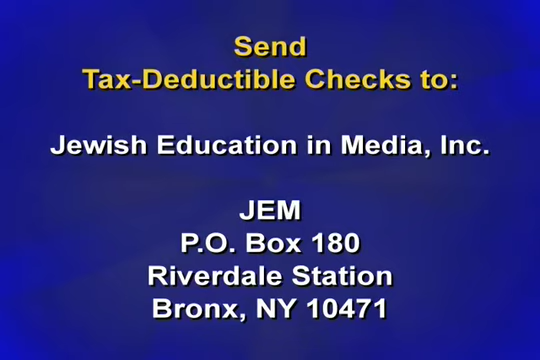 Send
Tax-Deductible Checks to:
Jewish Education in Media, Inc.
JEM
P.O. Box 180
Riverdale Station
Bronx, NY 10471